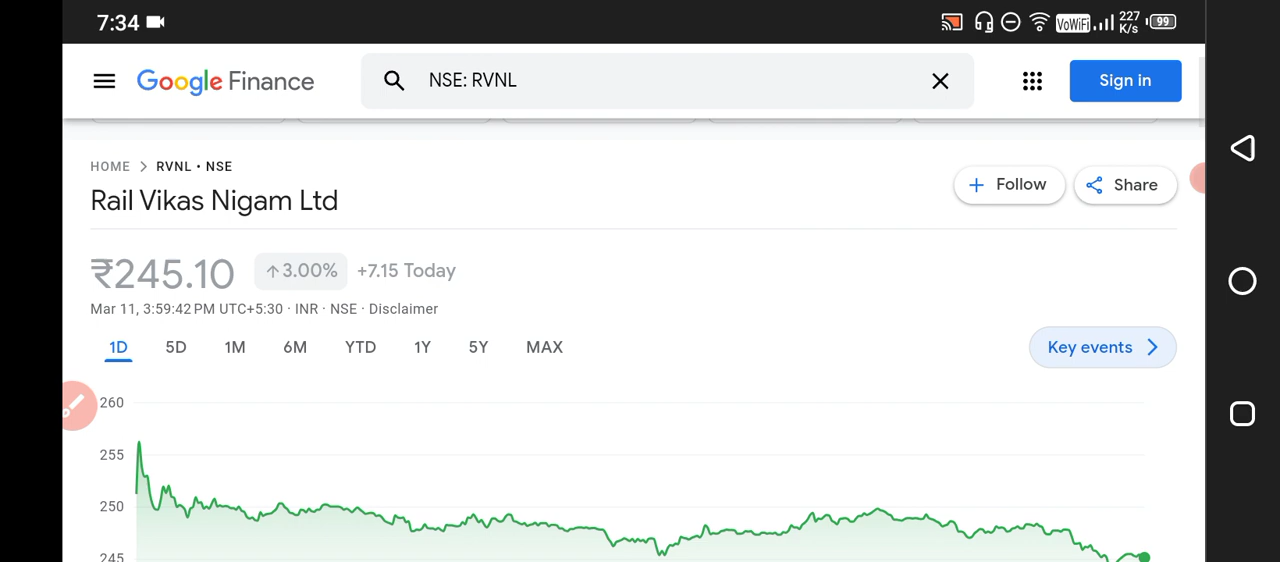 7:34 VoWiFi 227 K/s 99
Google Finance NSE: RVNL Sign in
HOME > RVNL • NSE
Rail Vikas Nigam Ltd
Follow Share
₹245.10 ↑3.00% +7.15 Today
Mar 11, 3:59:42 PM UTC+5:30 · INR · NSE · Disclaimer
1D 5D 1M 6M YTD 1Y 5Y MAX Key events
260
255
250
245